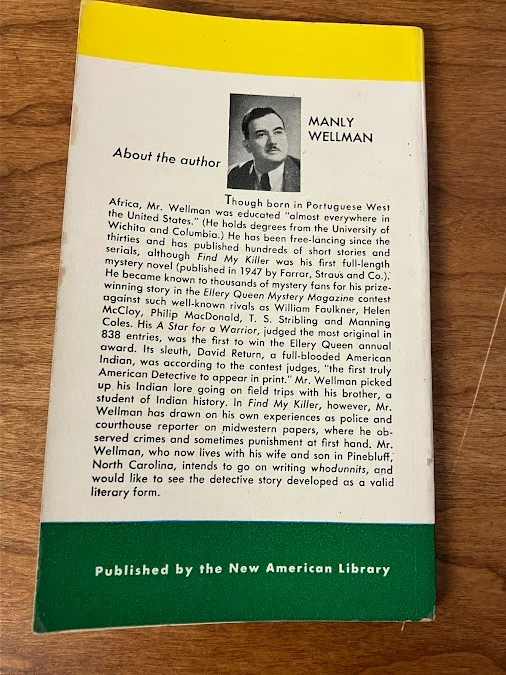 MANLY
WELLMAN
About the author
Though born in Portuguese West
Africa, Mr. Wellman was educated "almost everywhere in
the United States." (He holds degrees from the University of
Wichita and Columbia.) He has been free-lancing since the
thirties and has published hundreds of short stories and
serials, although Find My Killer was his first full-length
mystery novel (published in 1947 by Farrar, Straus and Co.).
He became known to thousands of mystery fans for his prize-
winning story in the Ellery Queen Mystery Magazine contest
against such well-known rivals as William Faulkner, Helen
McCloy, Philip MacDonald, T. S. Stribling and Manning
Coles. His A Star for a Warrior, judged the most original in
838 entries, was the first to win the Ellery Queen annual
award. Its sleuth, David Return, a full-blooded American
Indian, was according to the contest judges, "the first truly
American Detective to appear in print." Mr. Wellman picked
up his Indian lore going on field trips with his brother, a
student of Indian history. In Find My Killer, however, Mr.
Wellman has drawn on his own experiences as police and
courthouse reporter on midwestern papers, where he ob-
served crimes and sometimes punishment at first hand. Mr.
Wellman, who now lives with his wife and son in Pinebluff,
North Carolina, intends to go on writing whodunnits, and
would like to see the detective story developed as a valid
literary form.
Published by the New American Library